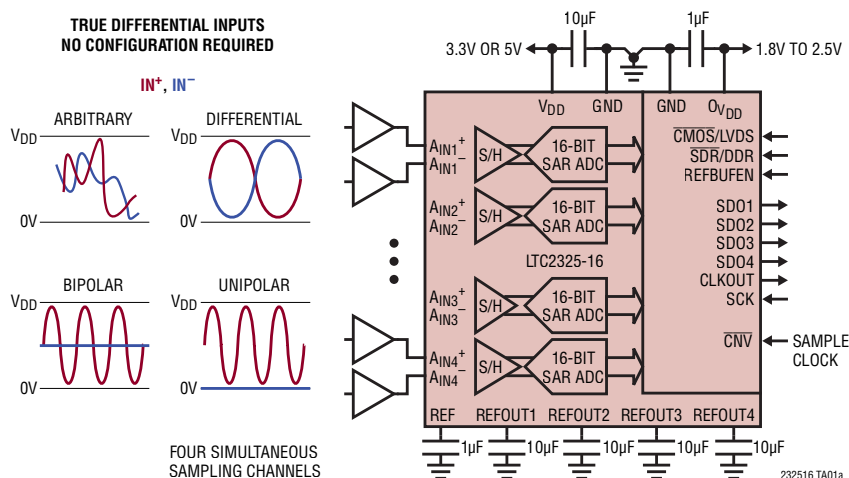 TRUE DIFFERENTIAL INPUTS
NO CONFIGURATION REQUIRED
IN+, IN−
ARBITRARY
VDD
0V
DIFFERENTIAL
VDD
0V
BIPOLAR
VDD
0V
UNIPOLAR
VDD
0V
FOUR SIMULTANEOUS
SAMPLING CHANNELS
10µF
1µF
3.3V OR 5V
1.8V TO 2.5V
VDD
GND
GND
OVDD
AIN1+
AIN1−
S/H
16-BIT
SAR ADC
AIN2+
AIN2−
S/H
16-BIT
SAR ADC
LTC2325-16
AIN3+
AIN3−
S/H
16-BIT
SAR ADC
AIN4+
AIN4−
S/H
16-BIT
SAR ADC
CMOS/LVDS
SDR/DDR
REFBUFEN
SDO1
SDO2
SDO3
SDO4
CLKOUT
SCK
CNV
SAMPLE
CLOCK
REF
REFOUT1
REFOUT2
REFOUT3
REFOUT4
1µF
10µF
10µF
10µF
10µF
232516 TA01a